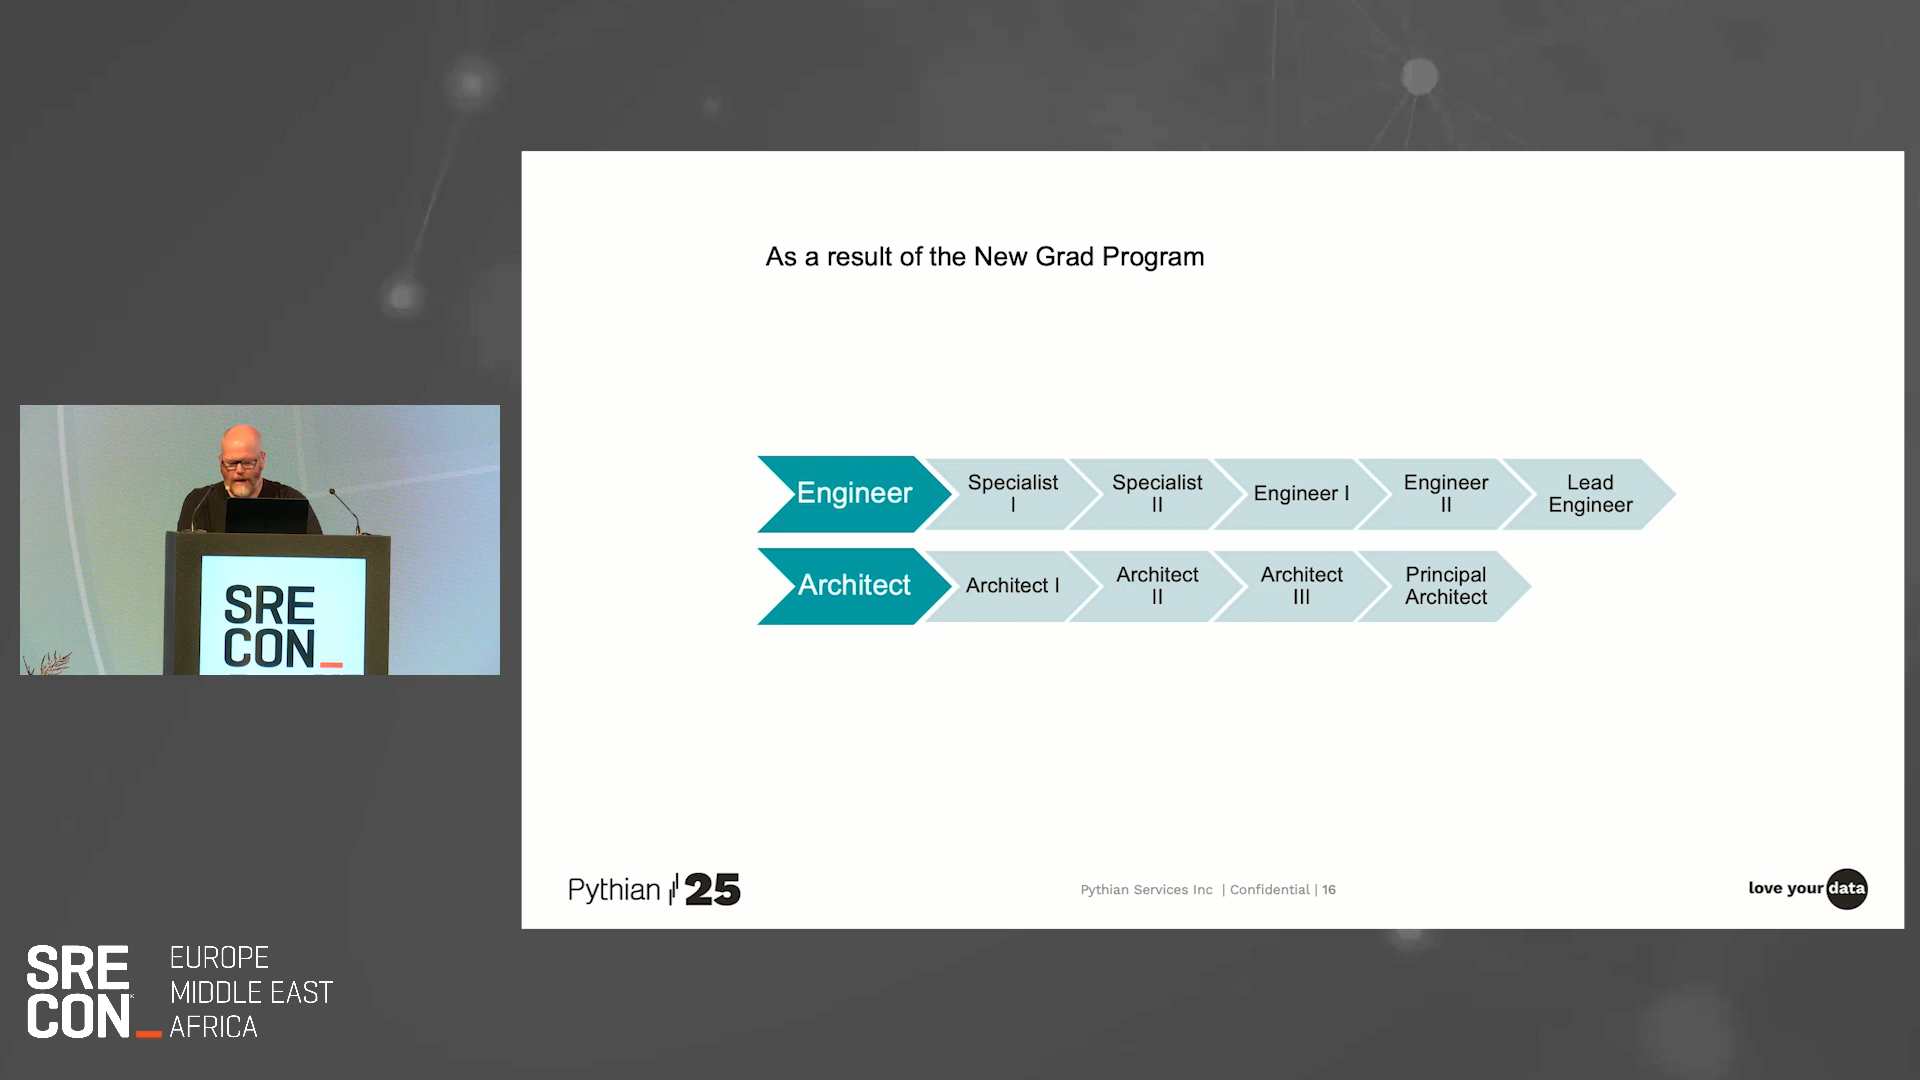 As a result of the New Grad Program
Engineer
Specialist
I
Specialist
II
Engineer I
Engineer
II
Lead
Engineer
Architect
Architect I
Architect
II
Architect
III
Principal
Architect
SRE
CON_
Pythian 25
Pythian Services Inc | Confidential | 16
love your data
SRE
CON_
EUROPE
MIDDLE EAST
AFRICA